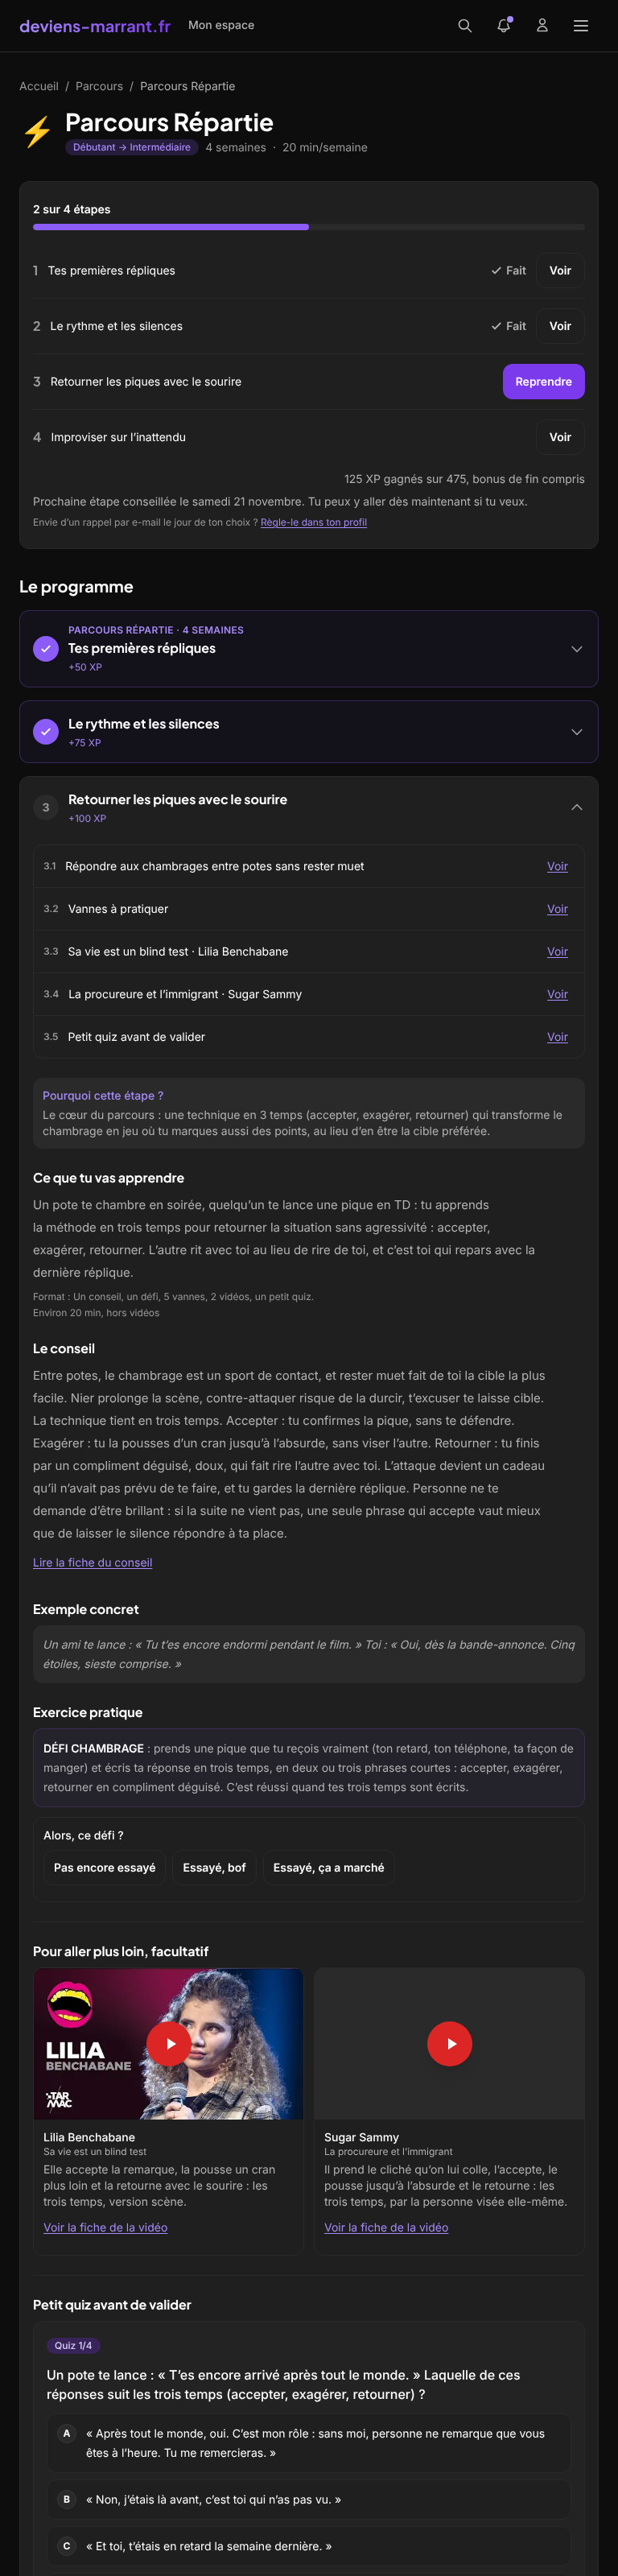 deviens-marrant.fr Mon espace
Accueil / Parcours / Parcours Répartie
Parcours Répartie
Débutant → Intermédiaire 4 semaines · 20 min/semaine
2 sur 4 étapes
1 Tes premières répliques Fait Voir
2 Le rythme et les silences Fait Voir
3 Retourner les piques avec le sourire Reprendre
4 Improviser sur l’inattendu Voir
125 XP gagnés sur 475, bonus de fin compris
Prochaine étape conseillée le samedi 21 novembre. Tu peux y aller dès maintenant si tu veux.
Envie d’un rappel par e-mail le jour de ton choix ? Règle-le dans ton profil
Le programme
PARCOURS RÉPARTIE · 4 SEMAINES
Tes premières répliques
+50 XP
Le rythme et les silences
+75 XP
3 Retourner les piques avec le sourire
+100 XP
3.1 Répondre aux chambrages entre potes sans rester muet Voir
3.2 Vannes à pratiquer Voir
3.3 Sa vie est un blind test · Lilia Benchabane Voir
3.4 La procureure et l’immigrant · Sugar Sammy Voir
3.5 Petit quiz avant de valider Voir
Pourquoi cette étape ?
Le cœur du parcours : une technique en 3 temps (accepter, exagérer, retourner) qui transforme le
chambrage en jeu où tu marques aussi des points, au lieu d’en être la cible préférée.
Ce que tu vas apprendre
Un pote te chambre en soirée, quelqu’un te lance une pique en TD : tu apprends
la méthode en trois temps pour retourner la situation sans agressivité : accepter,
exagérer, retourner. L’autre rit avec toi au lieu de rire de toi, et c’est toi qui repars avec la
dernière réplique.
Format : Un conseil, un défi, 5 vannes, 2 vidéos, un petit quiz.
Environ 20 min, hors vidéos
Le conseil
Entre potes, le chambrage est un sport de contact, et rester muet fait de toi la cible la plus
facile. Nier prolonge la scène, contre-attaquer risque de la durcir, t’excuser te laisse cible.
La technique tient en trois temps. Accepter : tu confirmes la pique, sans te défendre.
Exagérer : tu la pousses d’un cran jusqu’à l’absurde, sans viser l’autre. Retourner : tu finis
par un compliment déguisé, doux, qui fait rire l’autre avec toi. L’attaque devient un cadeau
qu’il n’avait pas prévu de te faire, et tu gardes la dernière réplique. Personne ne te
demande d’être brillant : si la suite ne vient pas, une seule phrase qui accepte vaut mieux
que de laisser le silence répondre à ta place.
Lire la fiche du conseil
Exemple concret
Un ami te lance : « Tu t’es encore endormi pendant le film. » Toi : « Oui, dès la bande-annonce. Cinq
étoiles, sieste comprise. »
Exercice pratique
DÉFI CHAMBRAGE : prends une pique que tu reçois vraiment (ton retard, ton téléphone, ta façon de
manger) et écris ta réponse en trois temps, en deux ou trois phrases courtes : accepter, exagérer,
retourner en compliment déguisé. C’est réussi quand tes trois temps sont écrits.
Alors, ce défi ?
Pas encore essayé Essayé, bof Essayé, ça a marché
Pour aller plus loin, facultatif
LILIA
BENCHABANE
TAR
MAC
Lilia Benchabane
Sa vie est un blind test
Elle accepte la remarque, la pousse un cran
plus loin et la retourne avec le sourire : les
trois temps, version scène.
Voir la fiche de la vidéo
Sugar Sammy
La procureure et l’immigrant
Il prend le cliché qu’on lui colle, l’accepte, le
pousse jusqu’à l’absurde et le retourne : les
trois temps, par la personne visée elle-même.
Voir la fiche de la vidéo
Petit quiz avant de valider
Quiz 1/4
Un pote te lance : « T’es encore arrivé après tout le monde. » Laquelle de ces
réponses suit les trois temps (accepter, exagérer, retourner) ?
A « Après tout le monde, oui. C’est mon rôle : sans moi, personne ne remarque que vous
êtes à l’heure. Tu me remercieras. »
B « Non, j’étais là avant, c’est toi qui n’as pas vu. »
C « Et toi, t’étais en retard la semaine dernière. »